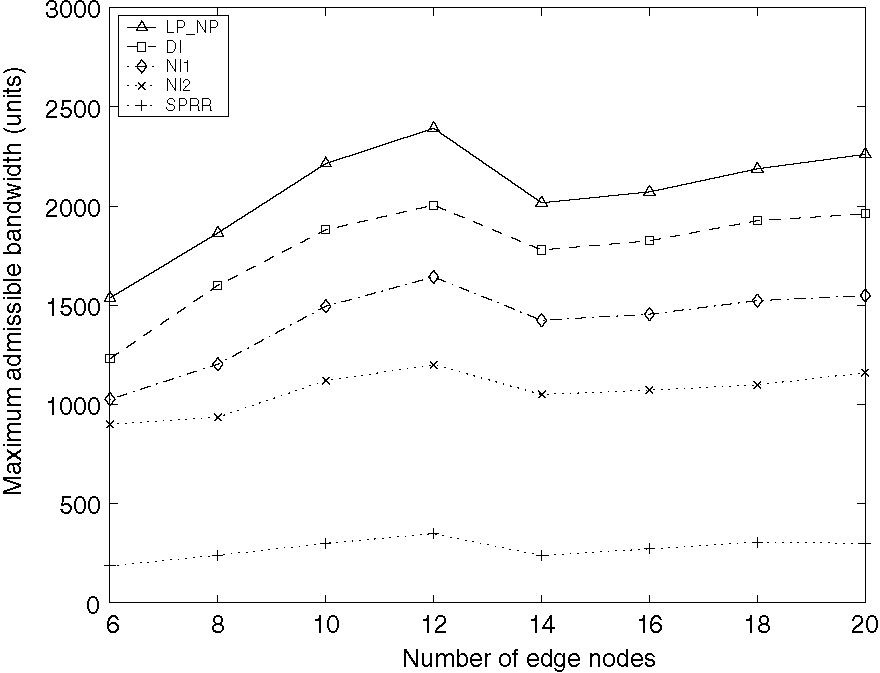 3000
2500
2000
1500
1000
500
0
Maximum admissible bandwidth (units)
LP_NP
DI
NI1
NI2
SPRR
6 8 10 12 14 16 18 20
Number of edge nodes